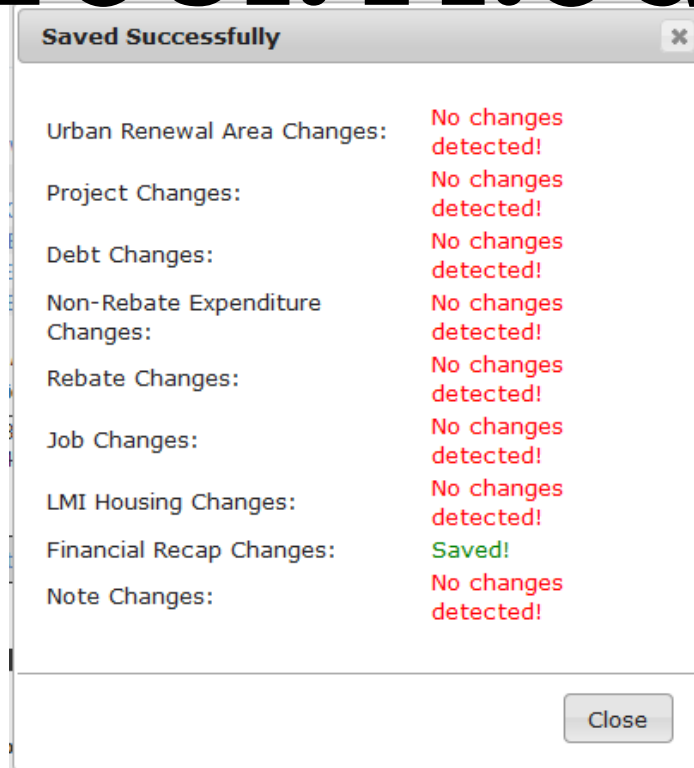 Saved Successfully
Urban Renewal Area Changes:
No changes
detected!
Project Changes:
No changes
detected!
Debt Changes:
No changes
detected!
Non-Rebate Expenditure
Changes:
No changes
detected!
Rebate Changes:
No changes
detected!
Job Changes:
No changes
detected!
LMI Housing Changes:
No changes
detected!
Financial Recap Changes:
Saved!
Note Changes:
No changes
detected!
Close